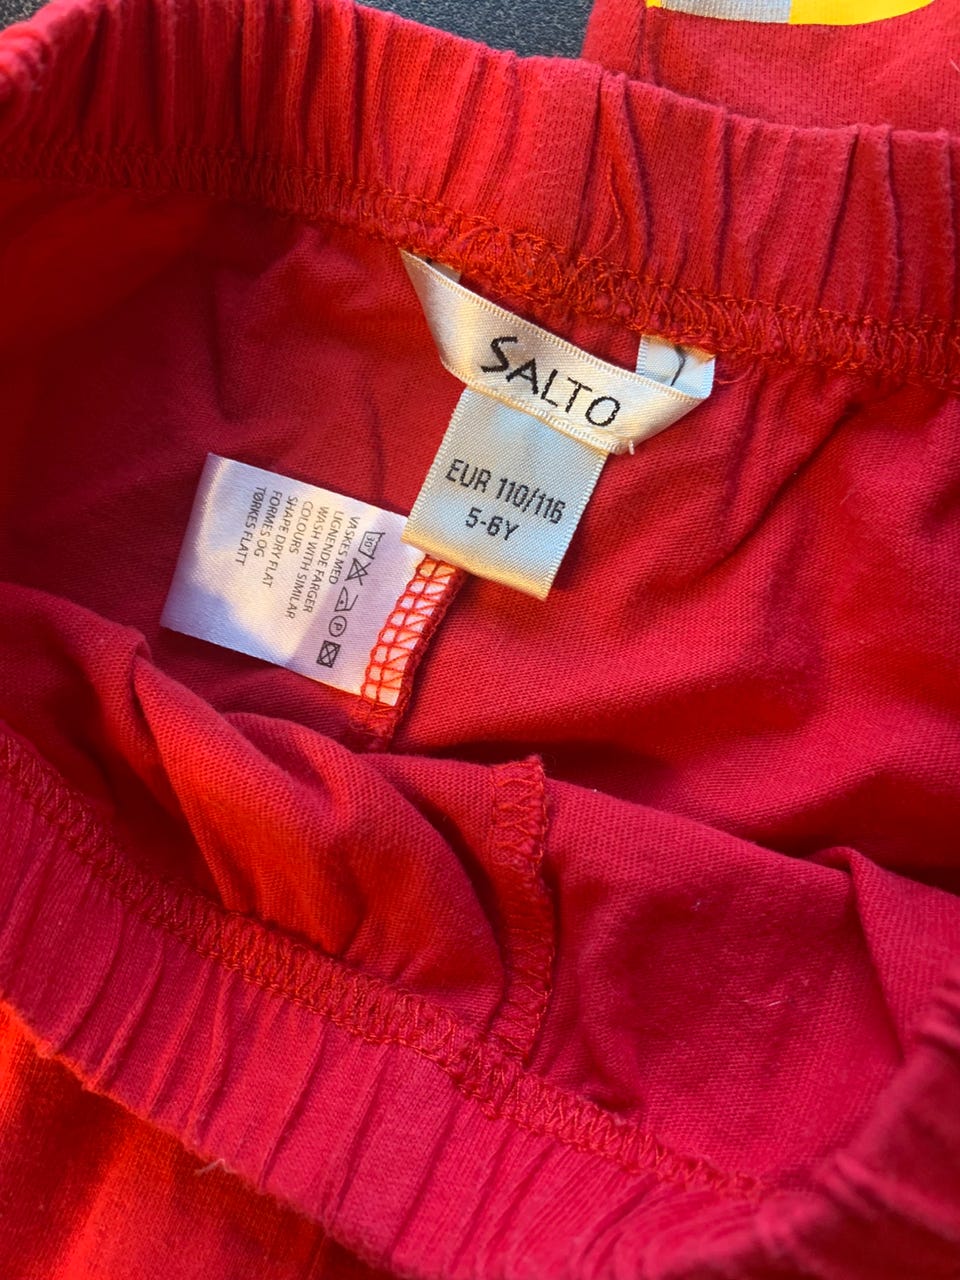 SALTO
EUR 110/116
5-6Y
30°
P
VASKES MED
LIGNENDE FARGER
WASH WITH SIMILAR
COLOURS
SHAPE DRY FLAT
FORMES OG
TØRKES FLATT